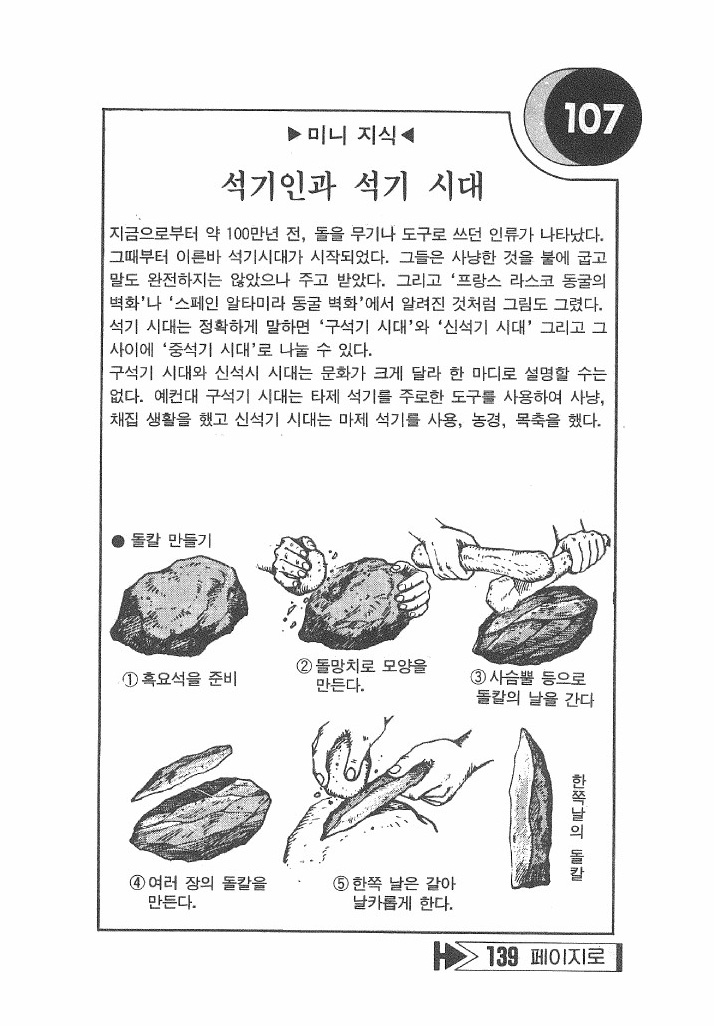 107
▶미니 지식◀
석기인과 석기 시대
지금으로부터 약 100만년 전, 돌을 무기나 도구로 쓰던 인류가 나타났다.
그때부터 이른바 석기시대가 시작되었다. 그들은 사냥한 것을 불에 굽고
말도 완전하지는 않았으나 주고 받았다. 그리고 ‘프랑스 라스코 동굴의
벽화’나 ‘스페인 알타미라 동굴 벽화’에서 알려진 것처럼 그림도 그렸다.
석기 시대는 정확하게 말하면 ‘구석기 시대’와 ‘신석기 시대’ 그리고 그
사이에 ‘중석기 시대’로 나눌 수 있다.
구석기 시대와 신석시 시대는 문화가 크게 달라 한 마디로 설명할 수는
없다. 예컨대 구석기 시대는 타제 석기를 주로한 도구를 사용하여 사냥,
채집 생활을 했고 신석기 시대는 마제 석기를 사용, 농경, 목축을 했다.
● 돌칼 만들기
①흑요석을 준비
②돌망치로 모양을
만든다.
③사슴뿔 등으로
돌칼의 날을 간다
④여러 장의 돌칼을
만든다.
⑤한쪽 날은 갈아
날카롭게 한다.
한쪽날의 돌칼
139 페이지로